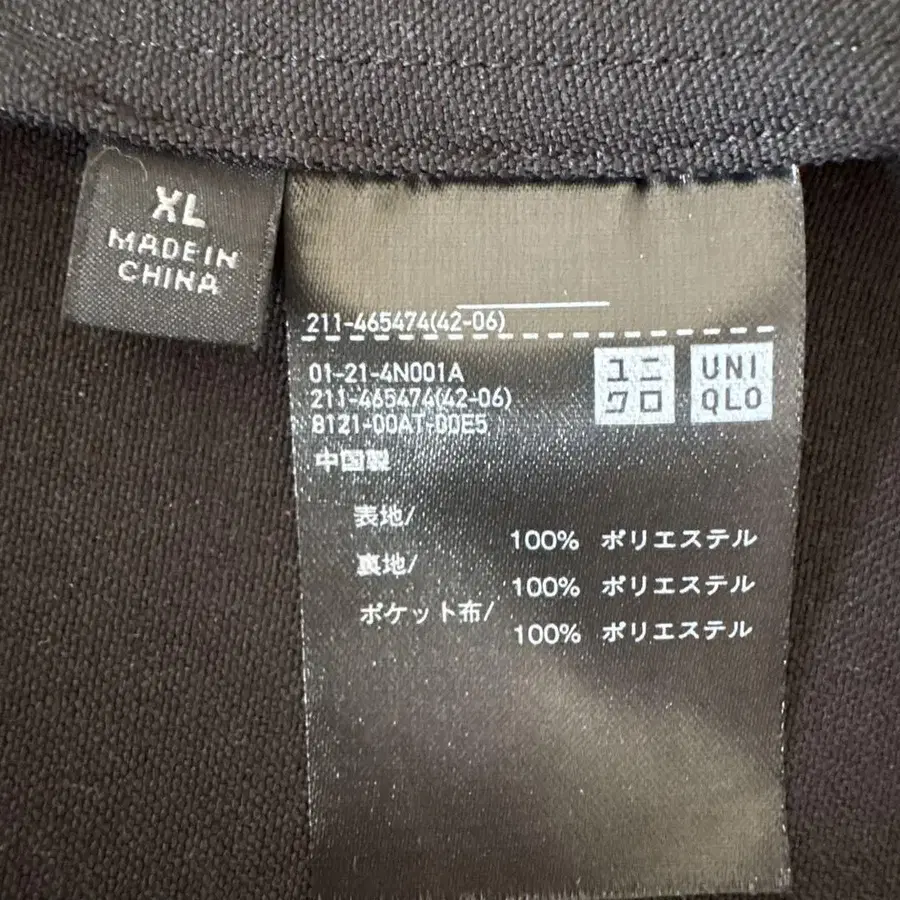 XL
MADE IN
CHINA
211-465474(42-06)
01-21-4N001A
211-465474(42-06)
8121-00AT-00E5
中国製
ユニ
クロ
UNI
QLO
表地/
100% ポリエステル
裏地/
100% ポリエステル
ポケット布/
100% ポリエステル